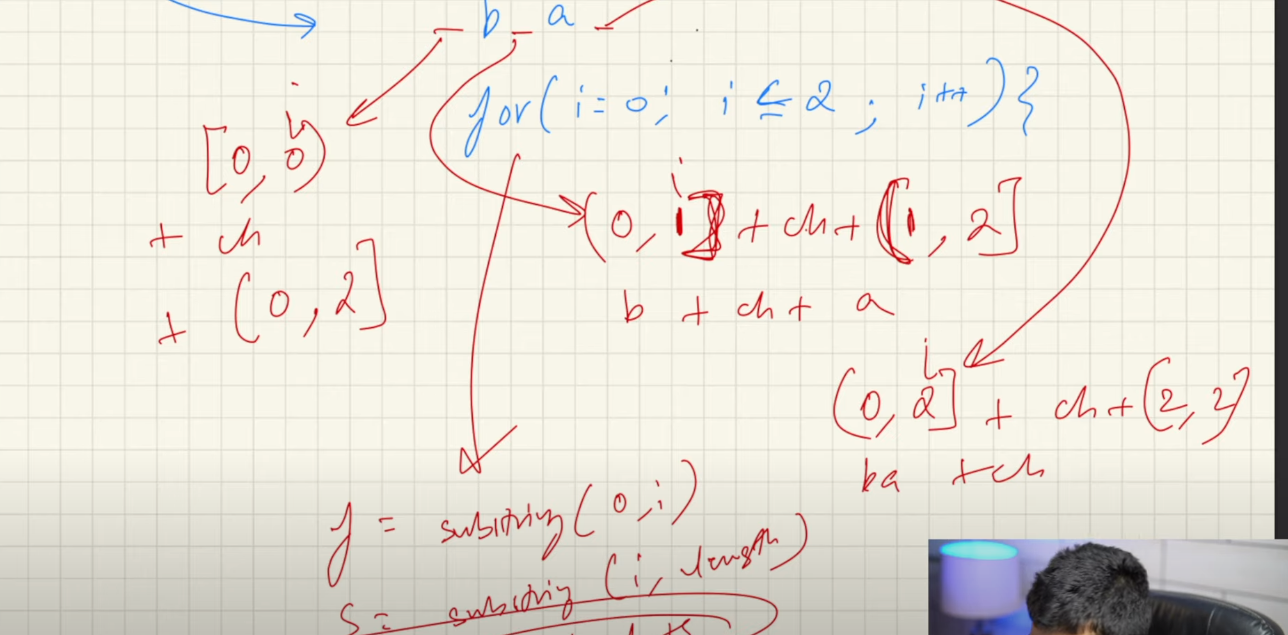 _ b _ a _
for(i=0; i ≤ 2 ; i++){
i
[0, 0)
+ ch
+ (0, 2]
i
(0, 1] + ch + [1, 2]
b + ch + a
i
(0, 2] + ch + (2, 2]
ba + ch
f = substring(0,i)
S = substring (i, length)